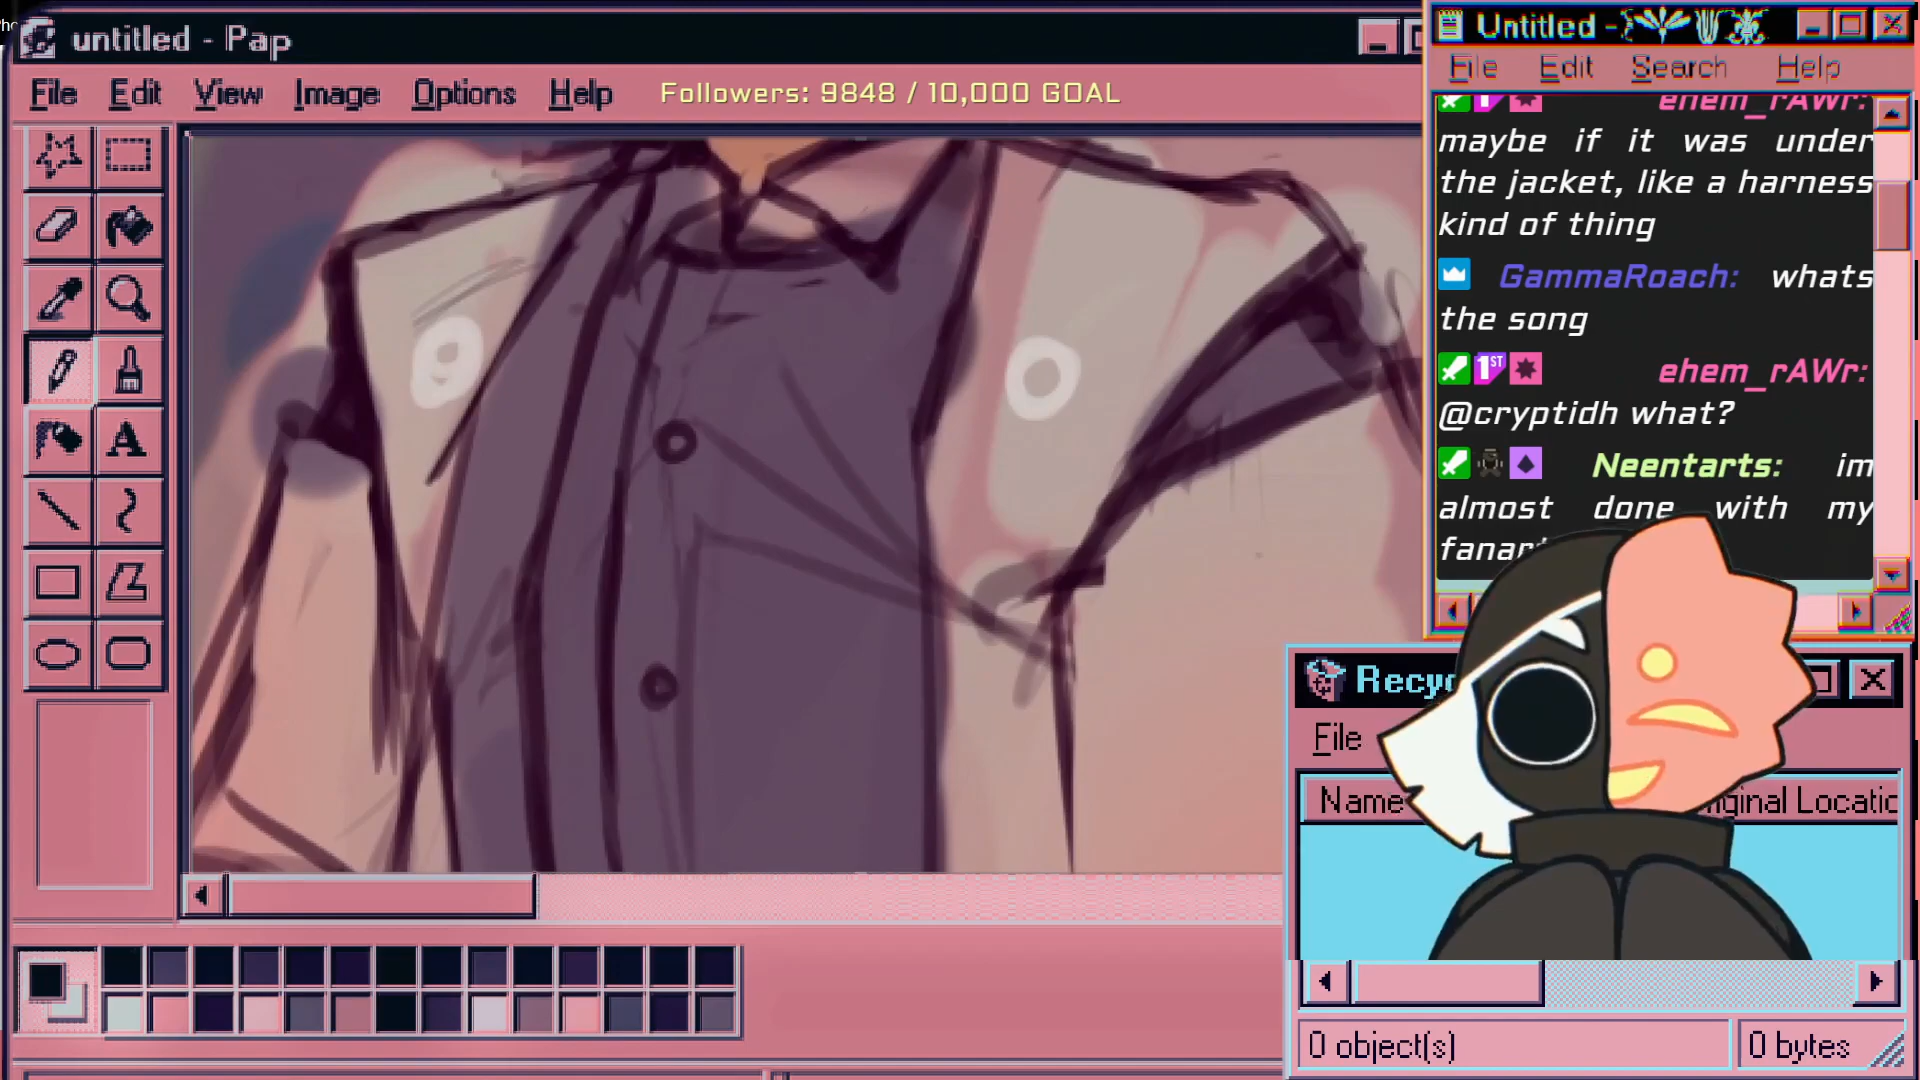 untitled - Pap
File Edit View Image Options Help
Followers: 9848 / 10,000 GOAL
Untitled -
File Edit Search Help
ehem_rAWr:
maybe if it was under
the jacket, like a harness
kind of thing
GammaRoach: whats
the song
1ST ehem_rAWr:
@cryptidh what?
Neentarts: im
almost done with my
File
Name
0 object(s)
0 bytes
A